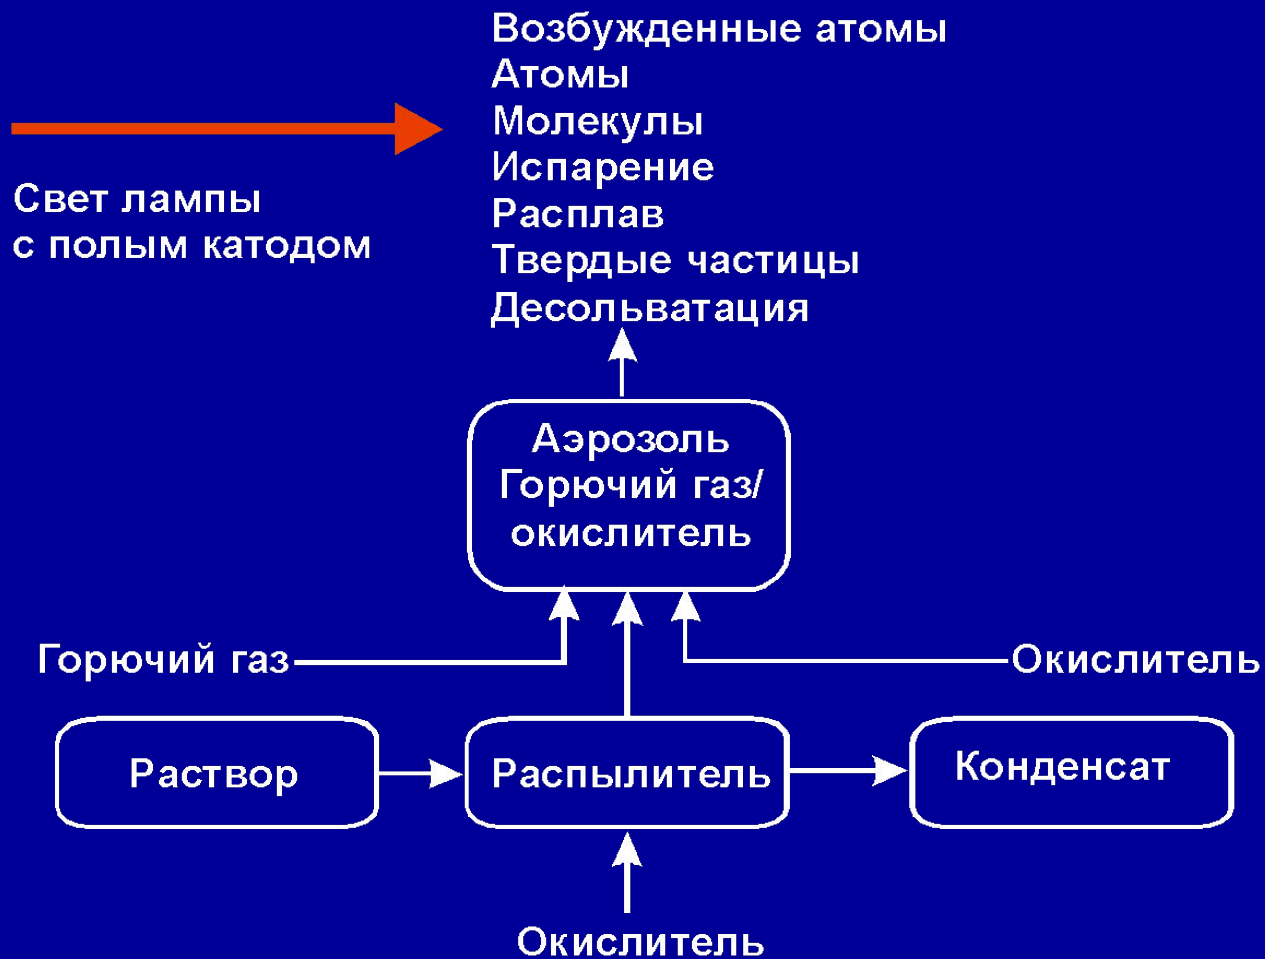 Возбужденные атомы
Атомы
Молекулы
Испарение
Расплав
Твердые частицы
Десольватация
Свет лампы
с полым катодом
Аэрозоль
Горючий газ/
окислитель
Горючий газ
Окислитель
Раствор
Распылитель
Конденсат
Окислитель